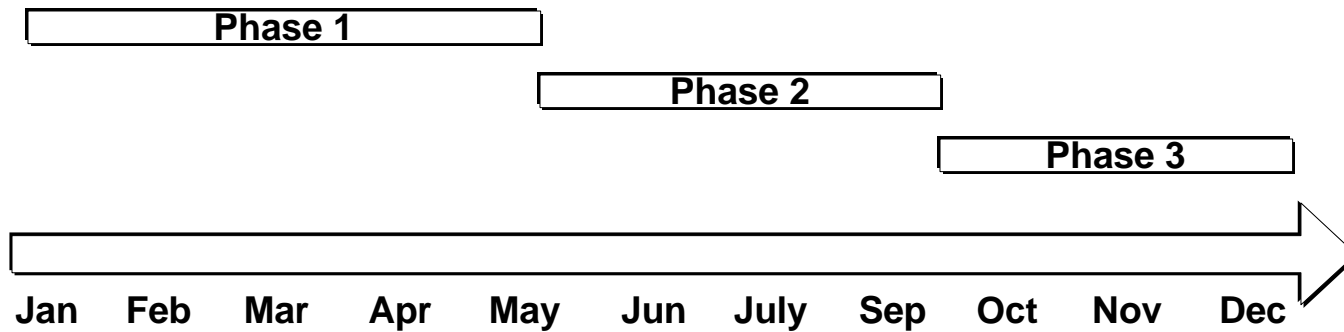 Phase 1
Phase 2
Phase 3
Jan Feb Mar Apr May Jun July Sep Oct Nov Dec